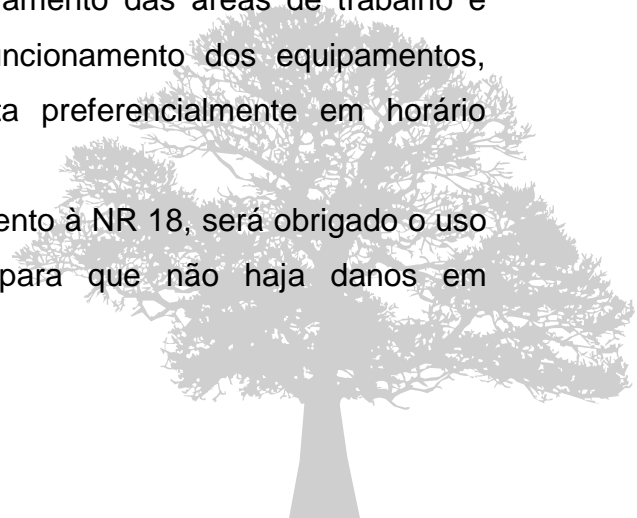 amento das áreas de trabalho e
uncionamento dos equipamentos,
ta preferencialmente em horário
ento à NR 18, será obrigado o uso
para que não haja danos em